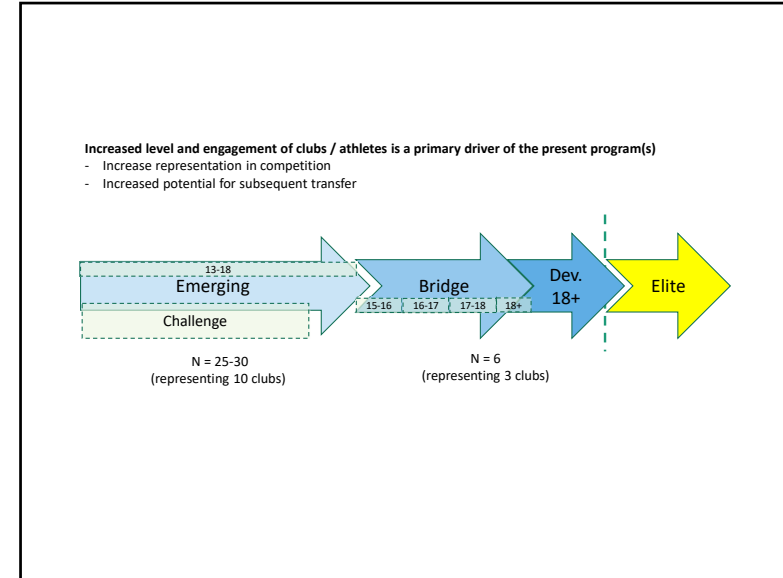 Increased level and engagement of clubs / athletes is a primary driver of the present program(s)
- Increase representation in competition
- Increased potential for subsequent transfer
13-18
Emerging
Challenge
Bridge
15-16
16-17
17-18
18+
Dev.
18+
Elite
N = 25-30
(representing 10 clubs)
N = 6
(representing 3 clubs)